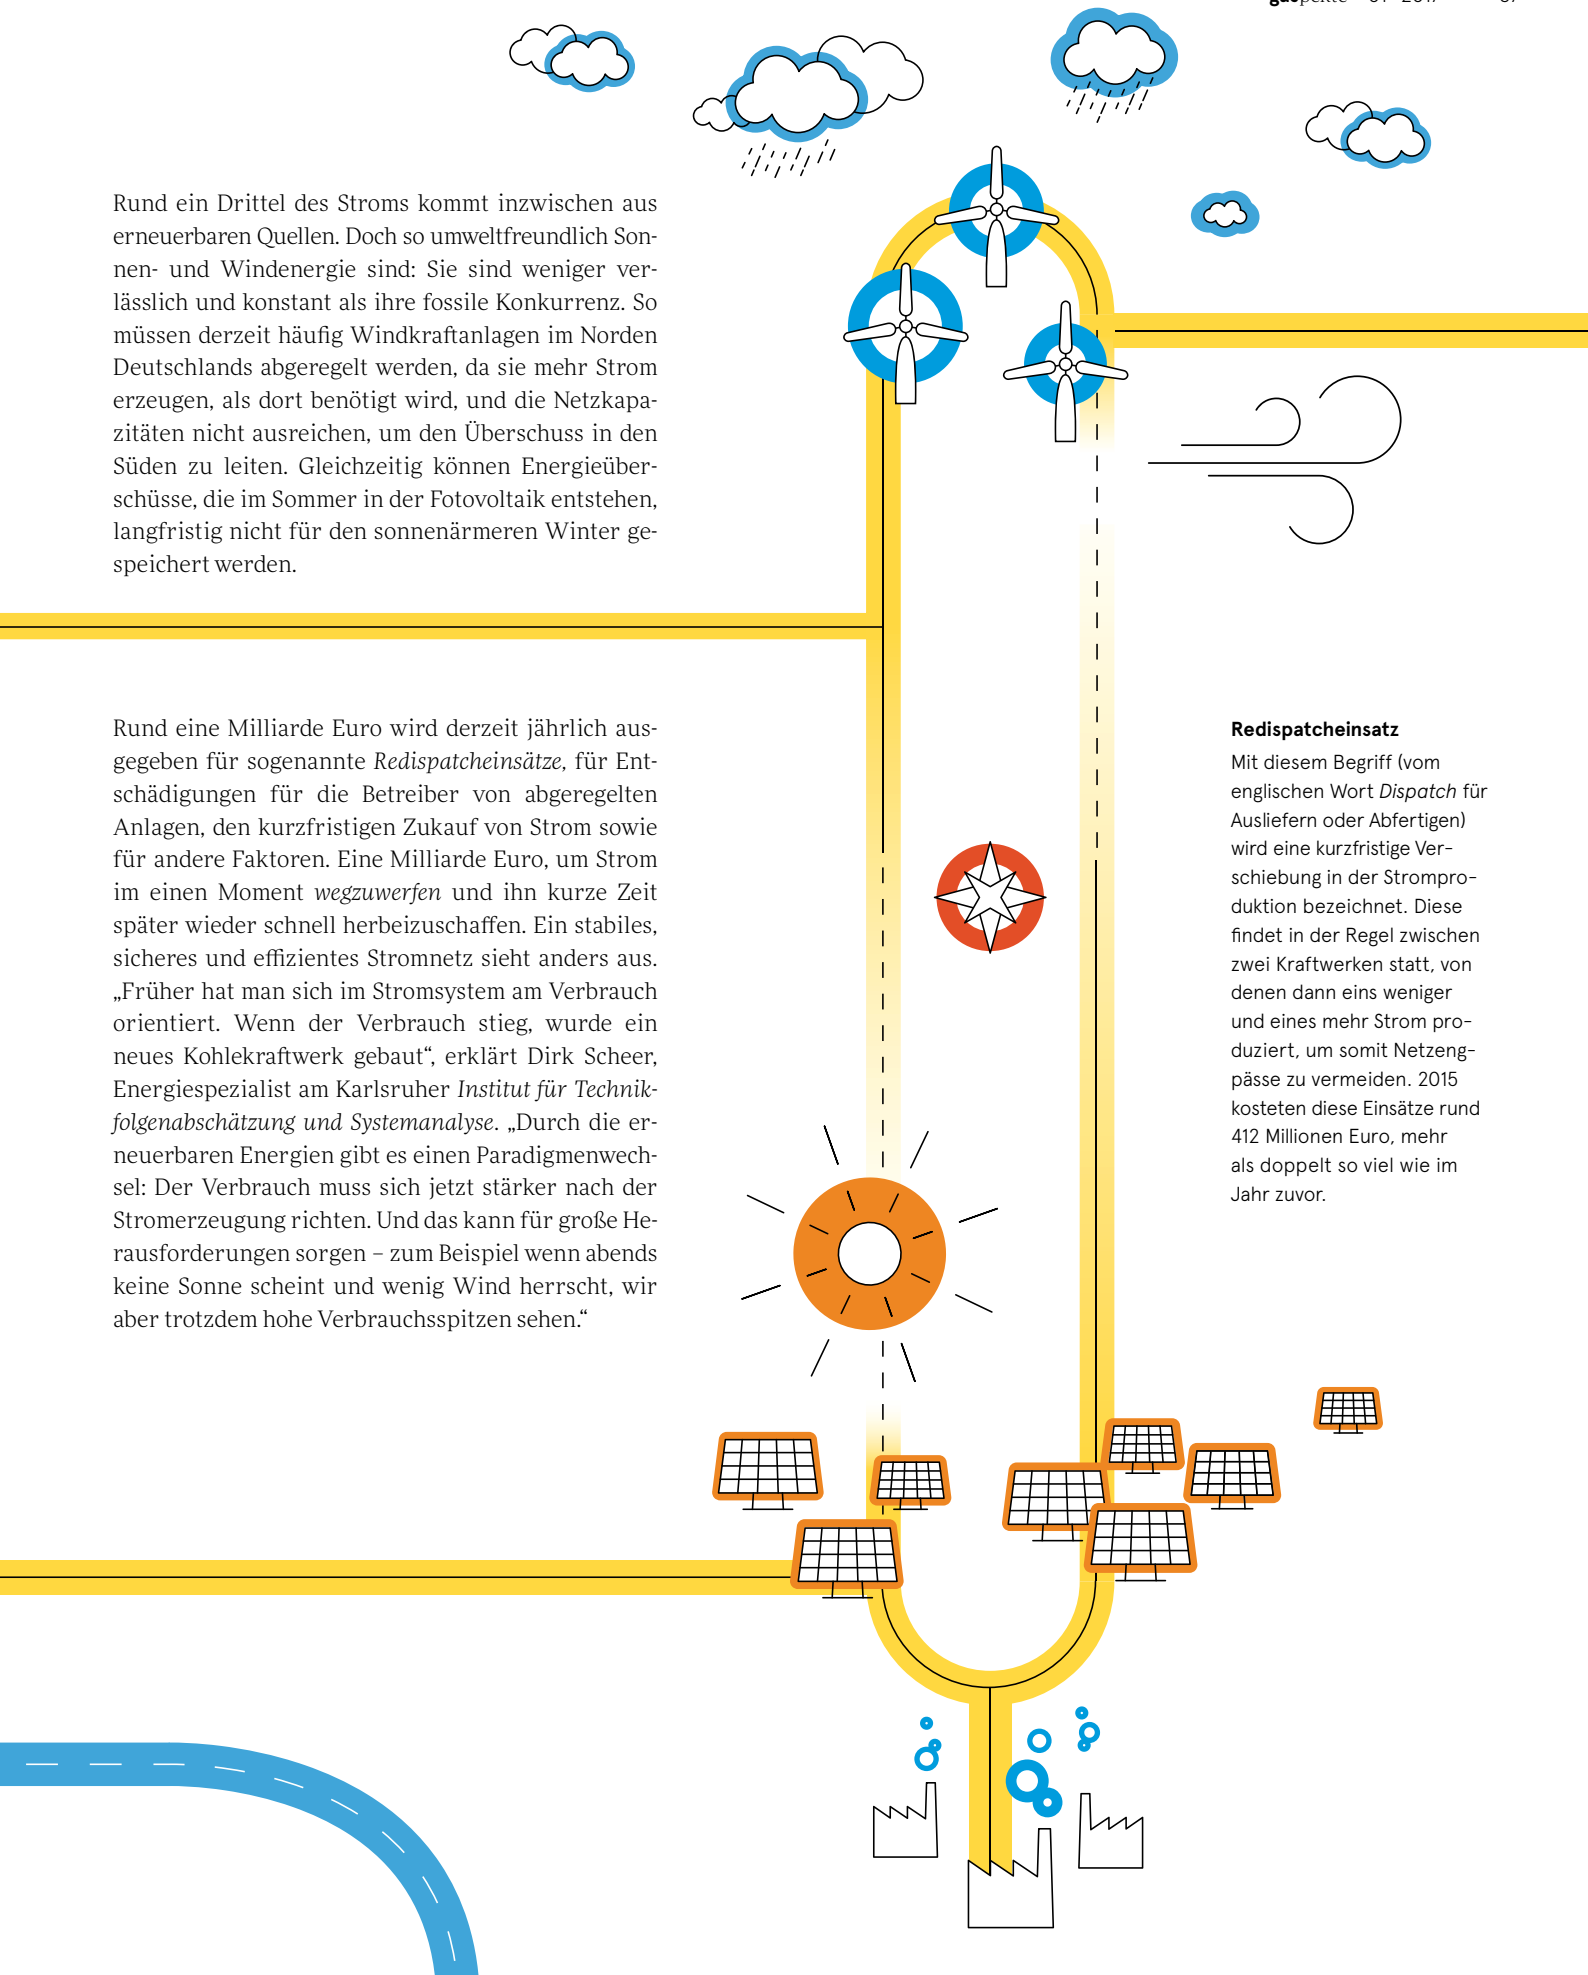 Rund ein Drittel des Stroms kommt inzwischen aus
erneuerbaren Quellen. Doch so umweltfreundlich Son-
nen- und Windenergie sind: Sie sind weniger ver-
lässlich und konstant als ihre fossile Konkurrenz. So
müssen derzeit häufig Windkraftanlagen im Norden
Deutschlands abgeregelt werden, da sie mehr Strom
erzeugen, als dort benötigt wird, und die Netzkapa-
zitäten nicht ausreichen, um den Überschuss in den
Süden zu leiten. Gleichzeitig können Energieüber-
schüsse, die im Sommer in der Fotovoltaik entstehen,
langfristig nicht für den sonnenärmeren Winter ge-
speichert werden.
Rund eine Milliarde Euro wird derzeit jährlich aus-
gegeben für sogenannte Redispatcheinsätze, für Ent-
schädigungen für die Betreiber von abgeregelten
Anlagen, den kurzfristigen Zukauf von Strom sowie
für andere Faktoren. Eine Milliarde Euro, um Strom
im einen Moment wegzuwerfen und ihn kurze Zeit
später wieder schnell herbeizuschaffen. Ein stabiles,
sicheres und effizientes Stromnetz sieht anders aus.
„Früher hat man sich im Stromsystem am Verbrauch
orientiert. Wenn der Verbrauch stieg, wurde ein
neues Kohlekraftwerk gebaut“, erklärt Dirk Scheer,
Energiespezialist am Karlsruher Institut für Technik-
folgenabschätzung und Systemanalyse. „Durch die er-
neuerbaren Energien gibt es einen Paradigmenwech-
sel: Der Verbrauch muss sich jetzt stärker nach der
Stromerzeugung richten. Und das kann für große He-
rausforderungen sorgen – zum Beispiel wenn abends
keine Sonne scheint und wenig Wind herrscht, wir
aber trotzdem hohe Verbrauchsspitzen sehen.“
Redispatcheinsatz
Mit diesem Begriff (vom
englischen Wort Dispatch für
Ausliefern oder Abfertigen)
wird eine kurzfristige Ver-
schiebung in der Strompro-
duktion bezeichnet. Diese
findet in der Regel zwischen
zwei Kraftwerken statt, von
denen dann eins weniger
und eines mehr Strom pro-
duziert, um somit Netzeng-
pässe zu vermeiden. 2015
kosteten diese Einsätze rund
412 Millionen Euro, mehr
als doppelt so viel wie im
Jahr zuvor.